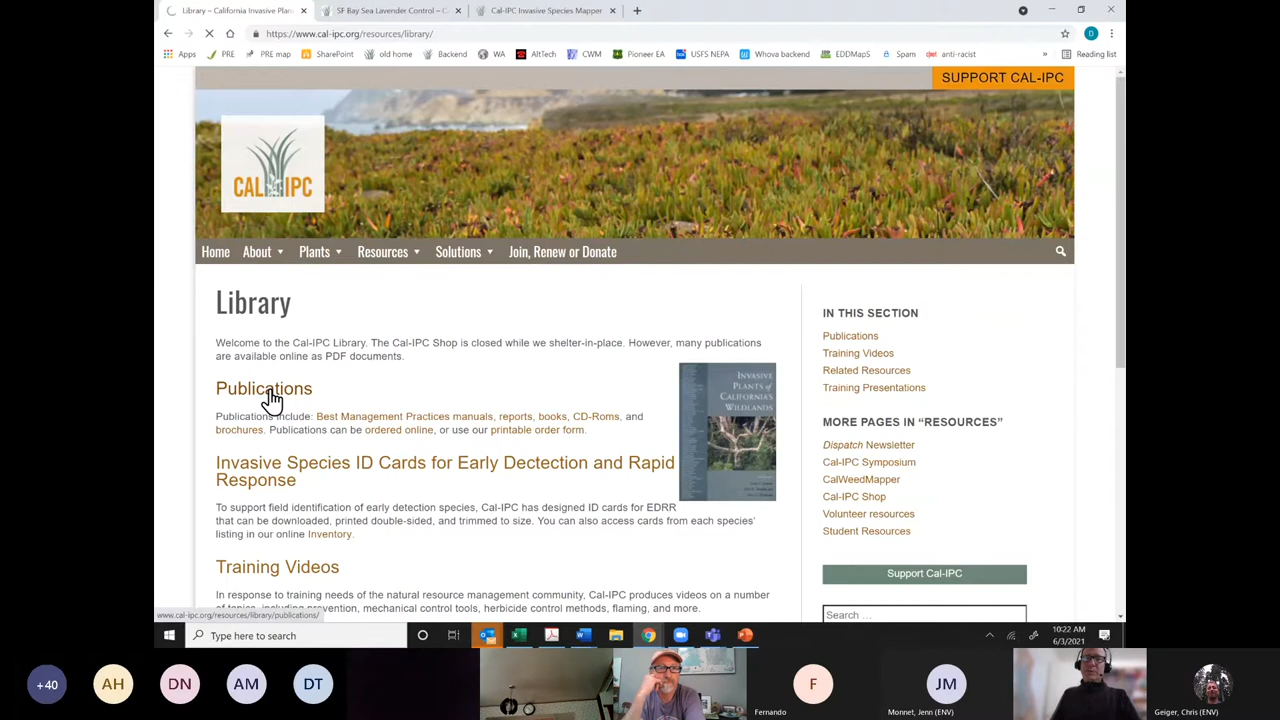 Library – California Invasive Plan
SF Bay Sea Lavender Control – C
Cal-IPC Invasive Species Mapper
https://www.cal-ipc.org/resources/library/
D
Apps
PRE
PRE map
SharePoint
old home
Backend
WA
AltTech
CWM
Pioneer EA
USFS NEPA
Whova backend
EDDMapS
Spam
anti-racist
»
Reading list
SUPPORT CAL-IPC
CAL-IPC
Home
About
Plants
Resources
Solutions
Join, Renew or Donate
Library
Welcome to the Cal-IPC Library. The Cal-IPC Shop is closed while we shelter-in-place. However, many publications
are available online as PDF documents.
Publications
Publications include: Best Management Practices manuals, reports, books, CD-Roms, and
brochures. Publications can be ordered online, or use our printable order form.
INVASIVE
PLANTS of
CALIFORNIA'S
WILDLANDS
Invasive Species ID Cards for Early Dectection and Rapid
Response
To support field identification of early detection species, Cal-IPC has designed ID cards for EDRR
that can be downloaded, printed double-sided, and trimmed to size. You can also access cards from each species'
listing in our online Inventory.
Training Videos
In response to training needs of the natural resource management community, Cal-IPC produces videos on a number
of topics, including prevention, mechanical control tools, herbicide control methods, flaming, and more.
IN THIS SECTION
Publications
Training Videos
Related Resources
Training Presentations
MORE PAGES IN “RESOURCES”
Dispatch Newsletter
Cal-IPC Symposium
CalWeedMapper
Cal-IPC Shop
Volunteer resources
Student Resources
Support Cal-IPC
Search …
www.cal-ipc.org/resources/library/publications/
Type here to search
10:22 AM
6/3/2021
+40
AH
DN
AM
DT
F
Fernando
JM
Monnet, Jenn (ENV)
Geiger, Chris (ENV)